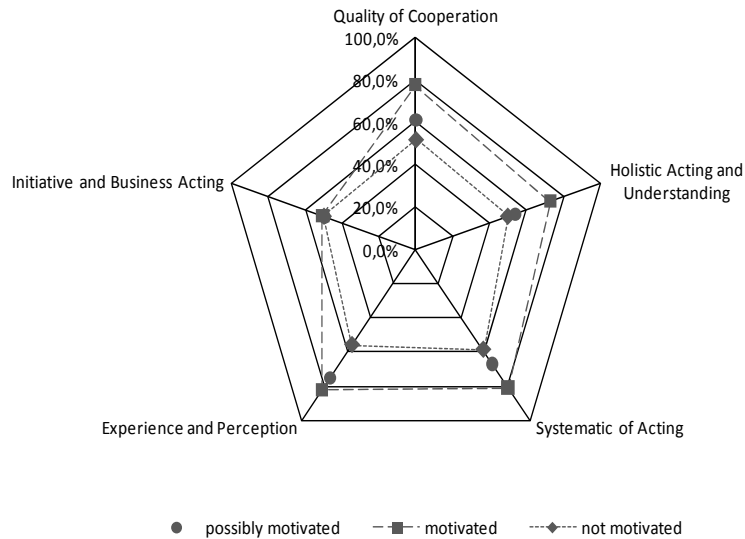 Quality of Cooperation
100,0%
80,0%
60,0%
40,0%
20,0%
0,0%
Holistic Acting and
Understanding
Initiative and Business Acting
Experience and Perception
Systematic of Acting
possibly motivated
motivated
not motivated